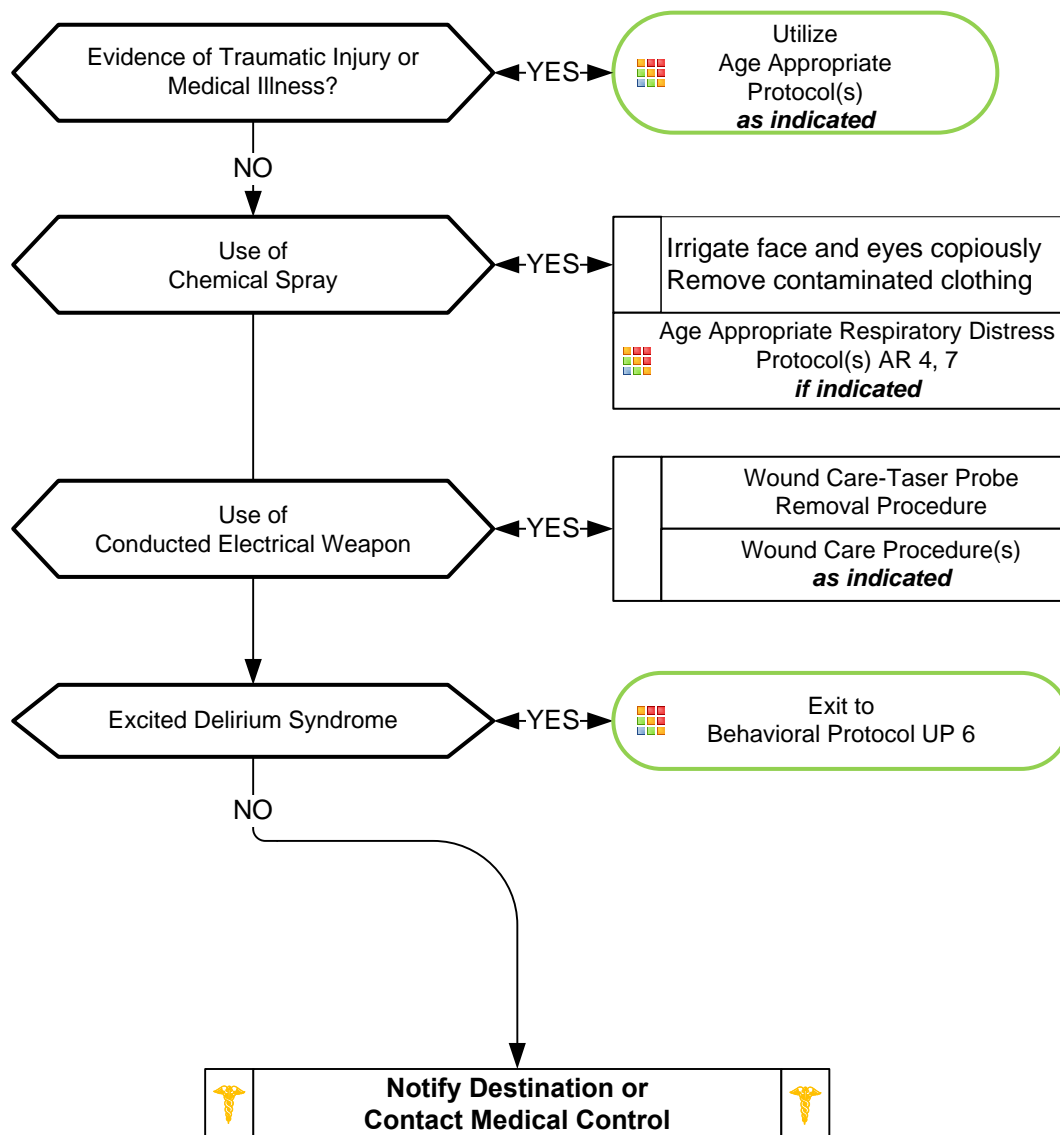 Evidence of Traumatic Injury or
Medical Illness?
YES
Utilize
Age Appropriate
Protocol(s)
as indicated
NO
Use of
Chemical Spray
YES
Irrigate face and eyes copiously
Remove contaminated clothing
Age Appropriate Respiratory Distress
Protocol(s) AR 4, 7
if indicated
Use of
Conducted Electrical Weapon
YES
Wound Care-Taser Probe
Removal Procedure
Wound Care Procedure(s)
as indicated
Excited Delirium Syndrome
YES
Exit to
Behavioral Protocol UP 6
NO
Notify Destination or
Contact Medical Control